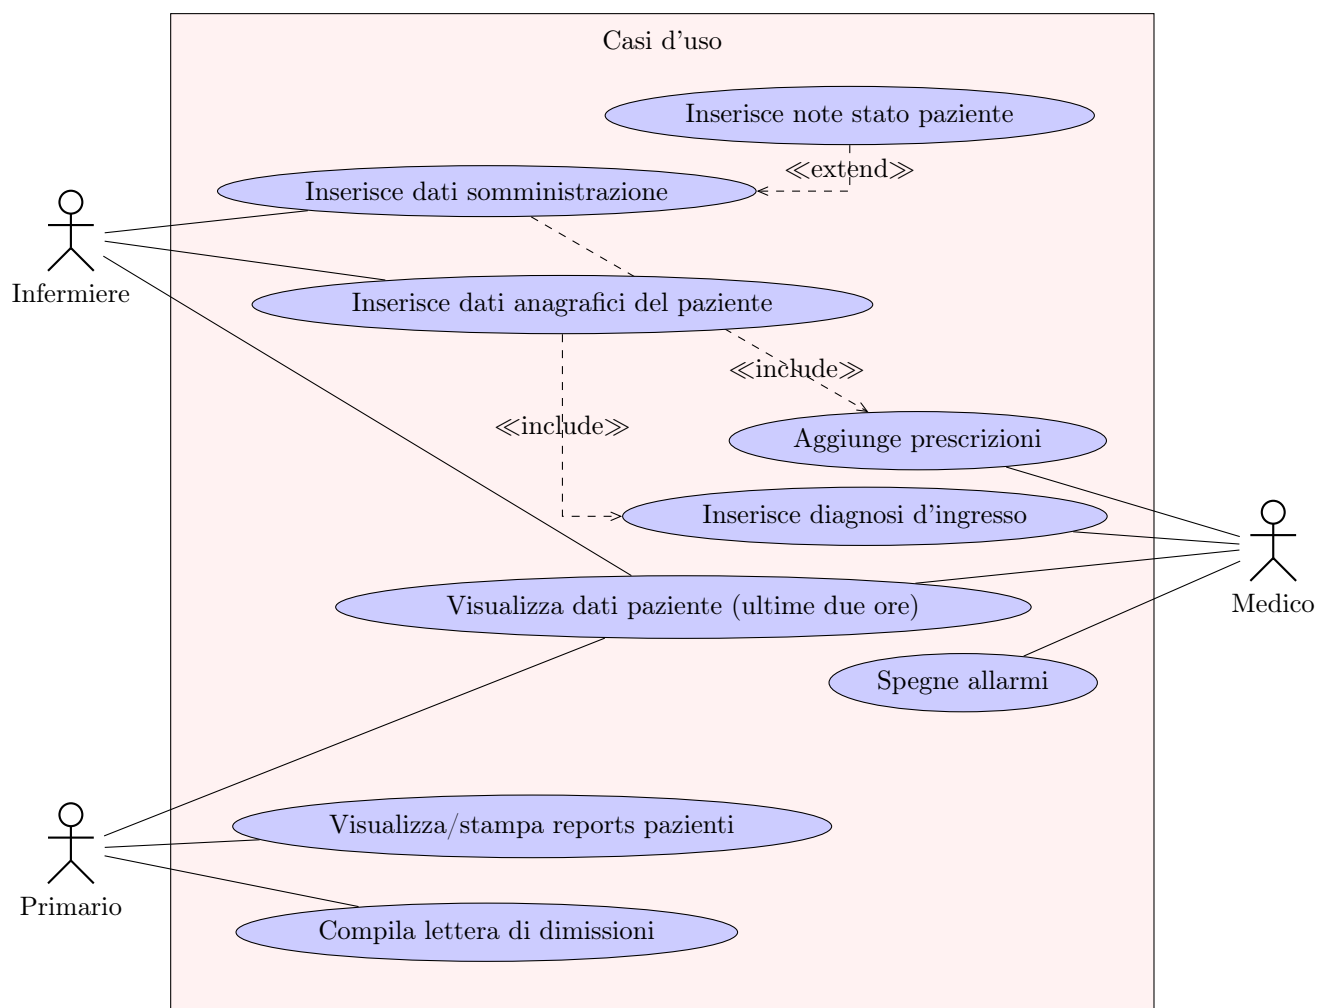 Casi d'uso
Inserisce note stato paziente
≪extend≫
Inserisce dati somministrazione
Infermiere
Inserisce dati anagrafici del paziente
≪include≫
≪include≫
Aggiunge prescrizioni
Inserisce diagnosi d'ingresso
Visualizza dati paziente (ultime due ore)
Medico
Spegne allarmi
Visualizza/stampa reports pazienti
Primario
Compila lettera di dimissioni